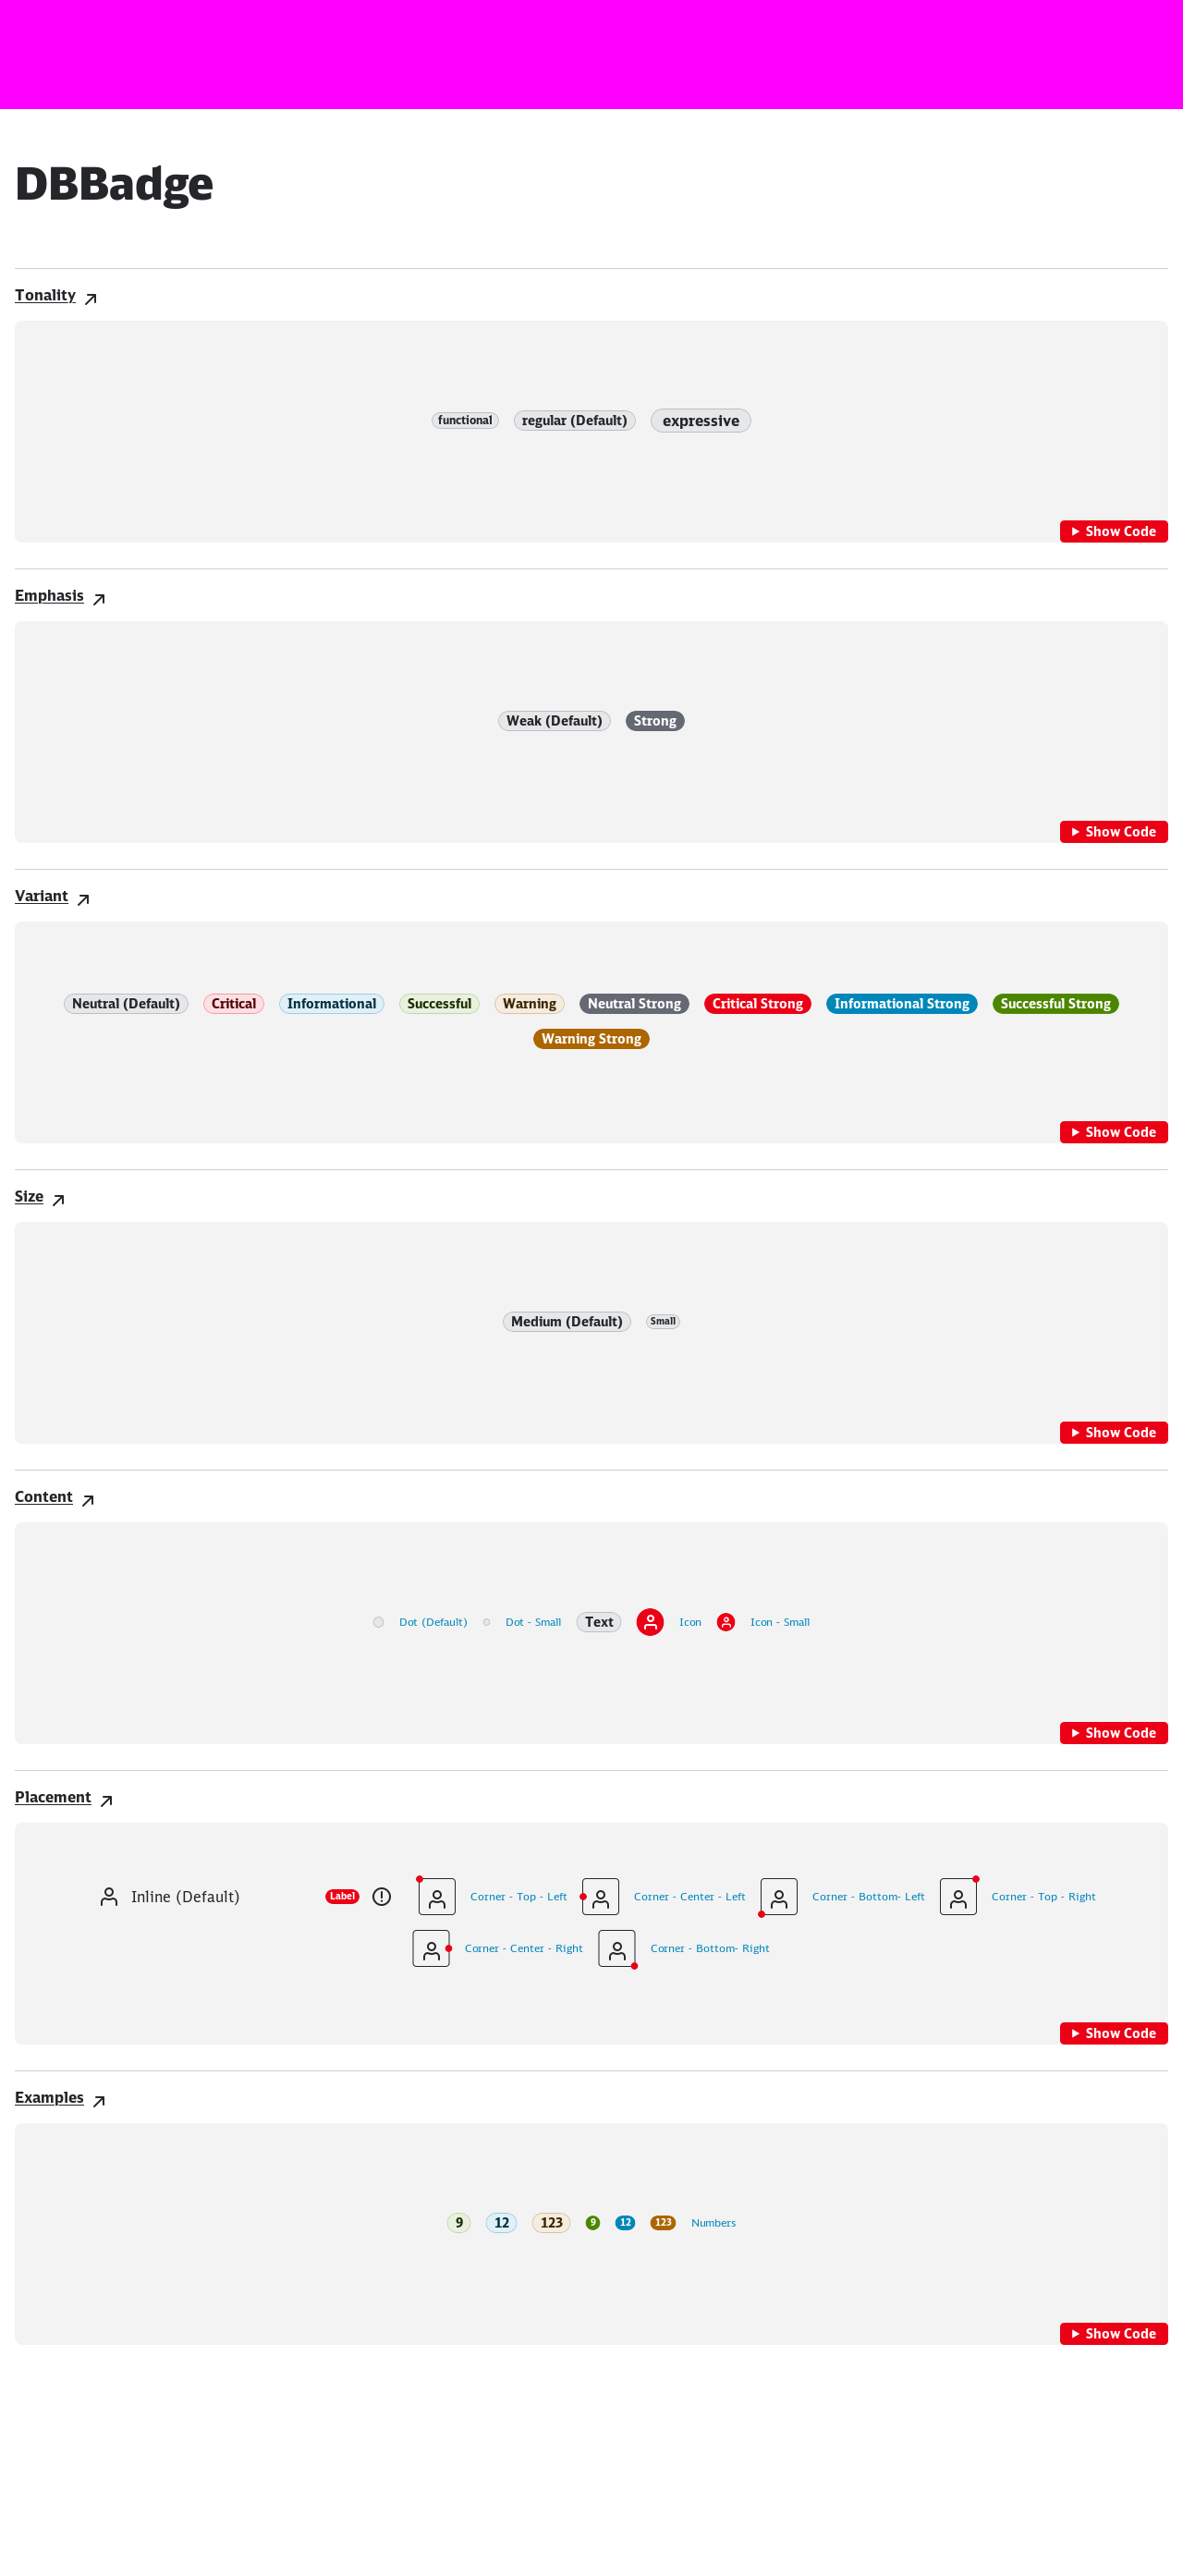 DBBadge
Tonality
functional regular (Default) expressive
Show Code
Emphasis
Weak (Default) Strong
Show Code
Variant
Neutral (Default) Critical Informational Successful Warning Neutral Strong Critical Strong Informational Strong Successful Strong
Warning Strong
Show Code
Size
Medium (Default) Small
Show Code
Content
Dot (Default) Dot - Small Text Icon Icon - Small
Show Code
Placement
Inline (Default) Label Corner - Top - Left Corner - Center - Left Corner - Bottom- Left Corner - Top - Right
Corner - Center - Right Corner - Bottom- Right
Show Code
Examples
9 12 123 9 12 123 Numbers
Show Code